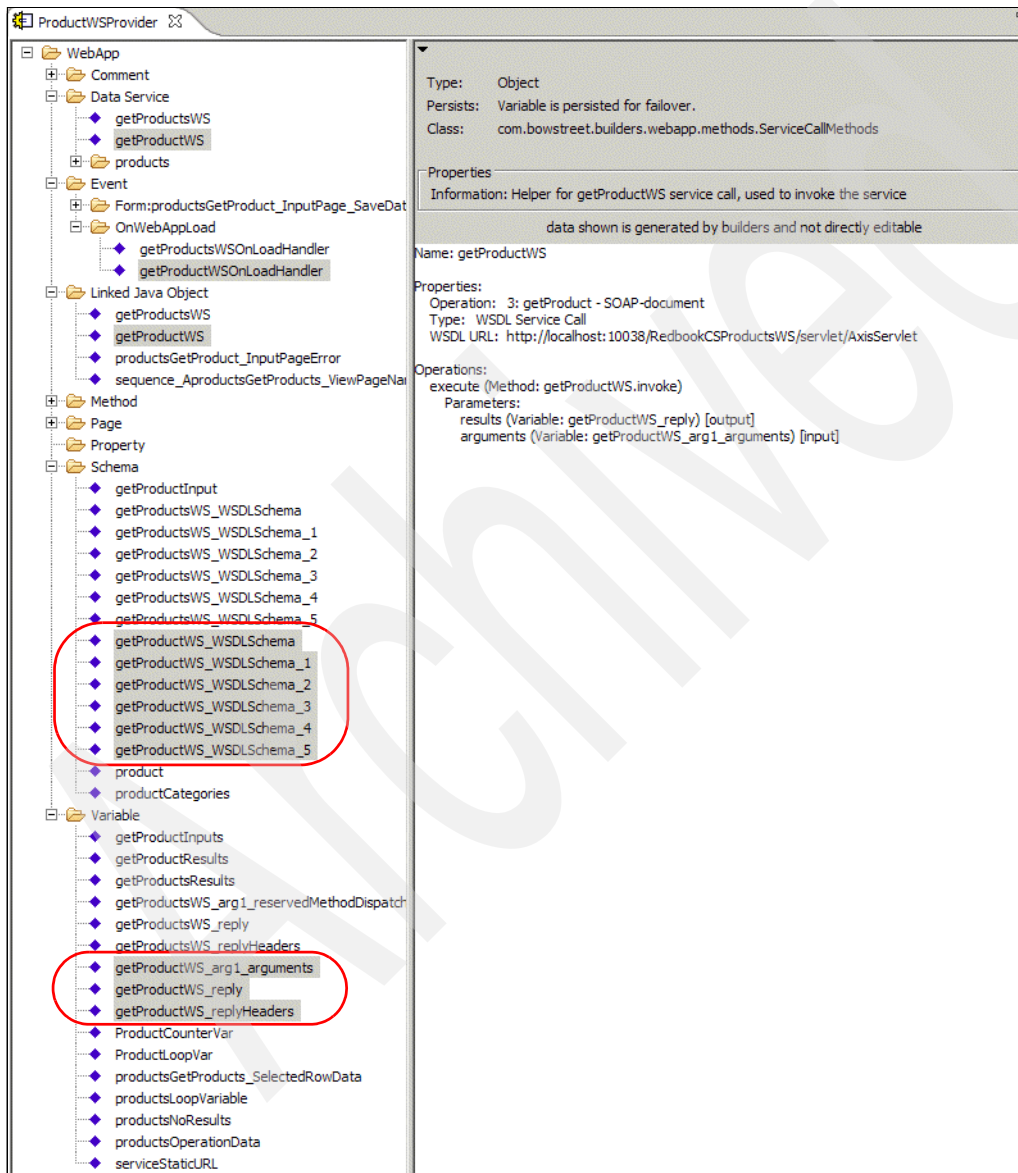 ProductWSProvider
WebApp
Comment
Data Service
getProductsWS
getProductWS
products
Event
Form:productsGetProduct_InputPage_SaveDat
OnWebAppLoad
getProductsWSOnLoadHandler
getProductWSOnLoadHandler
Linked Java Object
getProductsWS
getProductWS
productsGetProduct_InputPageError
sequence_AproductsGetProducts_ViewPageNa
Method
Page
Property
Schema
getProductInput
getProductsWS_WSDLSchema
getProductsWS_WSDLSchema_1
getProductsWS_WSDLSchema_2
getProductsWS_WSDLSchema_3
getProductsWS_WSDLSchema_4
getProductsWS_WSDLSchema_5
getProductWS_WSDLSchema
getProductWS_WSDLSchema_1
getProductWS_WSDLSchema_2
getProductWS_WSDLSchema_3
getProductWS_WSDLSchema_4
getProductWS_WSDLSchema_5
product
productCategories
Variable
getProductInputs
getProductResults
getProductsResults
getProductsWS_arg1_reservedMethodDispatch
getProductsWS_reply
getProductsWS_replyHeaders
getProductWS_arg1_arguments
getProductWS_reply
getProductWS_replyHeaders
ProductCounterVar
ProductLoopVar
productsGetProducts_SelectedRowData
productsLoopVariable
productsNoResults
productsOperationData
serviceStaticURL
Type: Object
Persists: Variable is persisted for failover.
Class: com.bowstreet.builders.webapp.methods.ServiceCallMethods
Properties
Information: Helper for getProductWS service call, used to invoke the service
data shown is generated by builders and not directly editable
Name: getProductWS
Properties:
Operation: 3: getProduct - SOAP-document
Type: WSDL Service Call
WSDL URL: http://localhost:10038/RedbookCSProductsWS/servlet/AxisServlet
Operations:
execute (Method: getProductWS.invoke)
Parameters:
results (Variable: getProductWS_reply) [output]
arguments (Variable: getProductWS_arg1_arguments) [input]